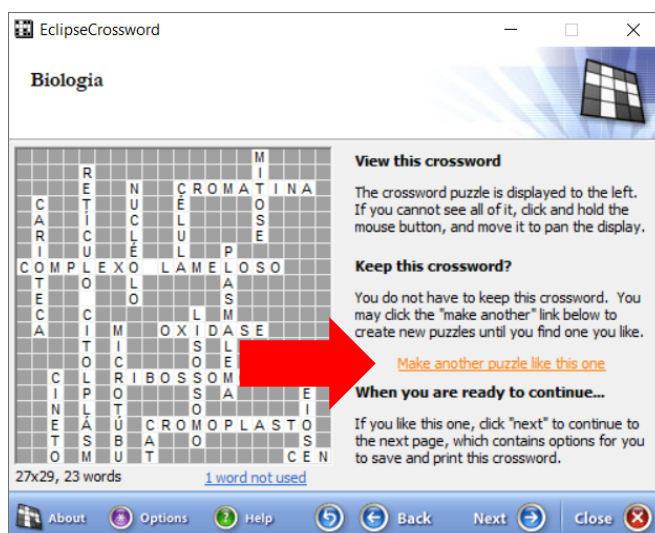 EclipseCrossword
Biologia
View this crossword
The crossword puzzle is displayed to the left.
If you cannot see all of it, click and hold the
mouse button, and move it to pan the display.
Keep this crossword?
You do not have to keep this crossword. You
may click the "make another" link below to
create new puzzles until you find one you like.
Make another puzzle like this one
When you are ready to continue...
If you like this one, click "next" to continue to
the next page, which contains options for you
to save and print this crossword.
CROMATINA
MITOSE
NUCLÉOLO
CARIOTECA
COMPLEXO LAMELOSO
OXIDASE
LISOSSOMO
CROMOPLASTO
CINETO
CEN
27x29, 23 words
1 word not used
About Options Help Back Next Close